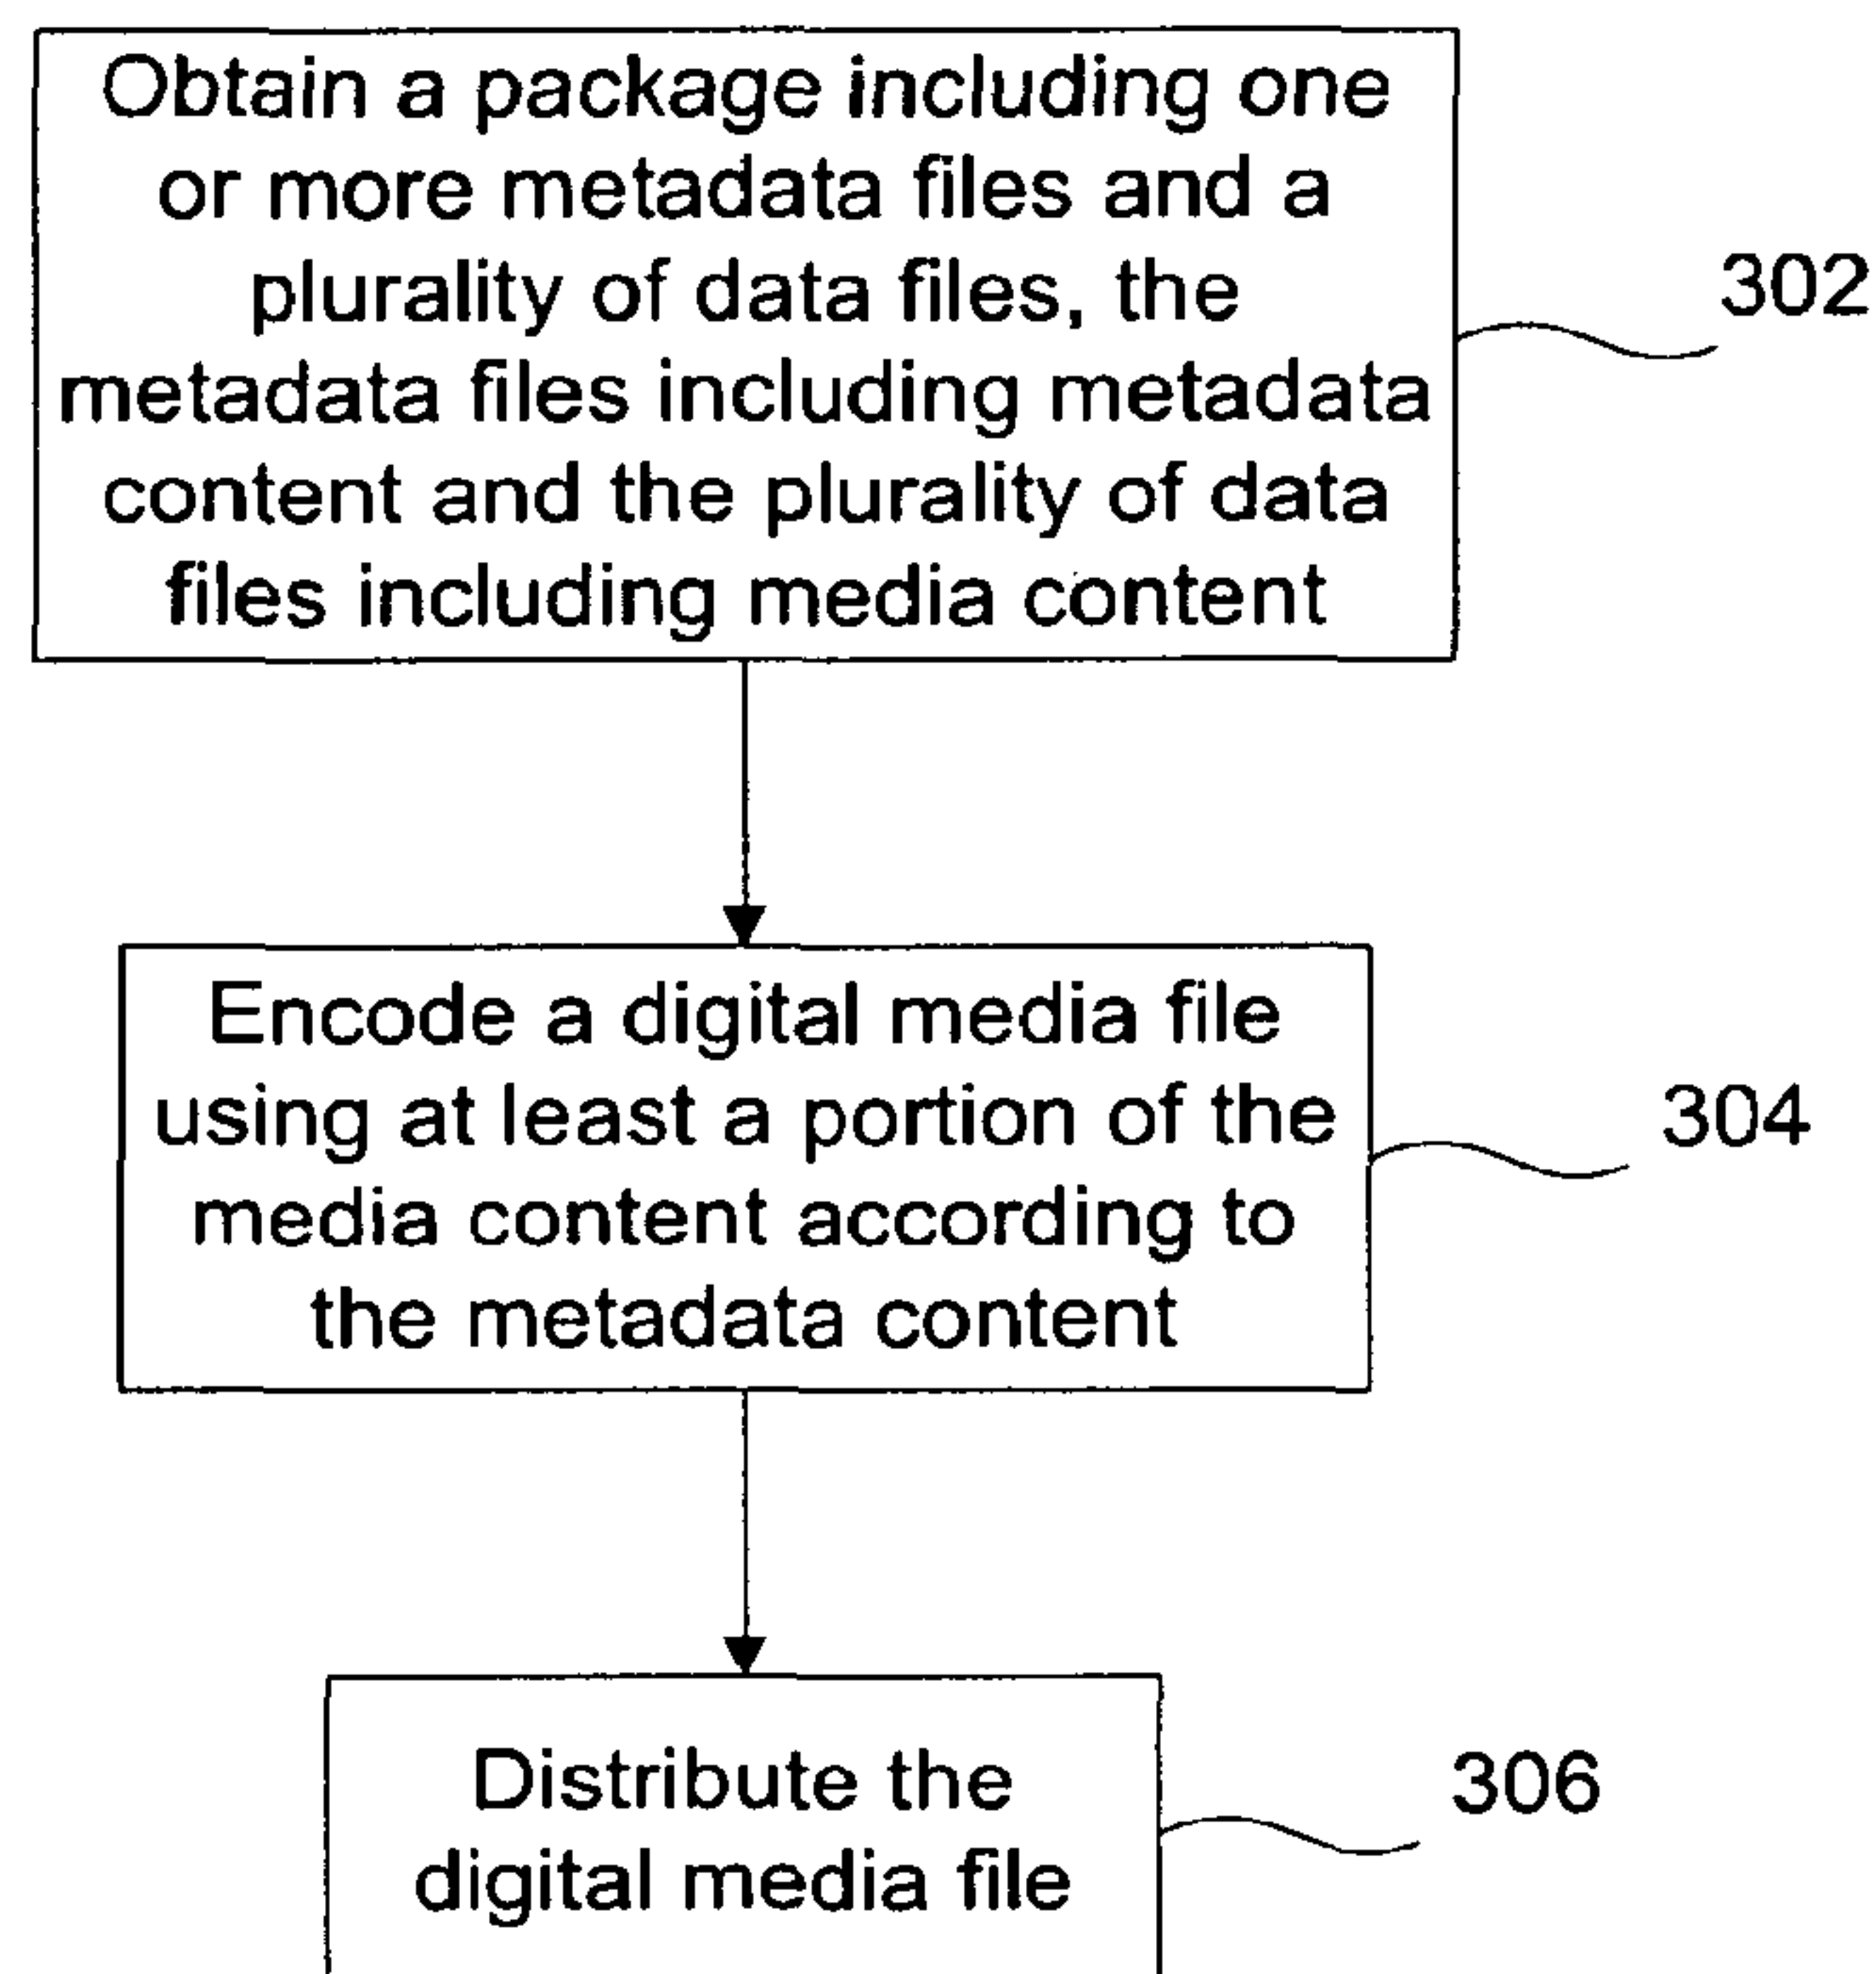 Obtain a package including one
or more metadata files and a
plurality of data files, the
metadata files including metadata
content and the plurality of data
files including media content
302
Encode a digital media file
using at least a portion of the
media content according to
the metadata content
304
Distribute the
digital media file
306